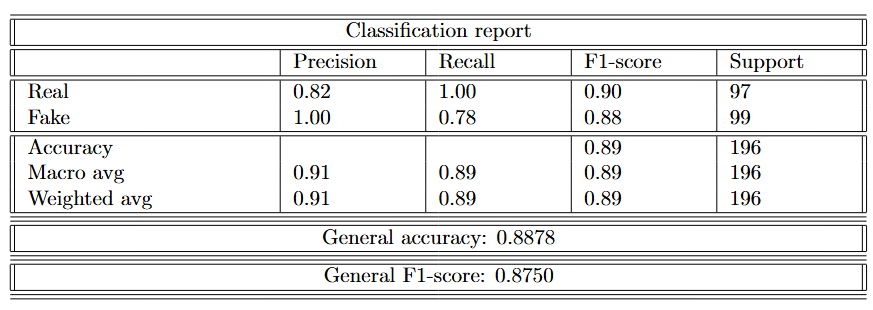 Classification report
Precision Recall F1-score Support
Real 0.82 1.00 0.90 97
Fake 1.00 0.78 0.88 99
Accuracy 0.89 196
Macro avg 0.91 0.89 0.89 196
Weighted avg 0.91 0.89 0.89 196
General accuracy: 0.8878
General F1-score: 0.8750